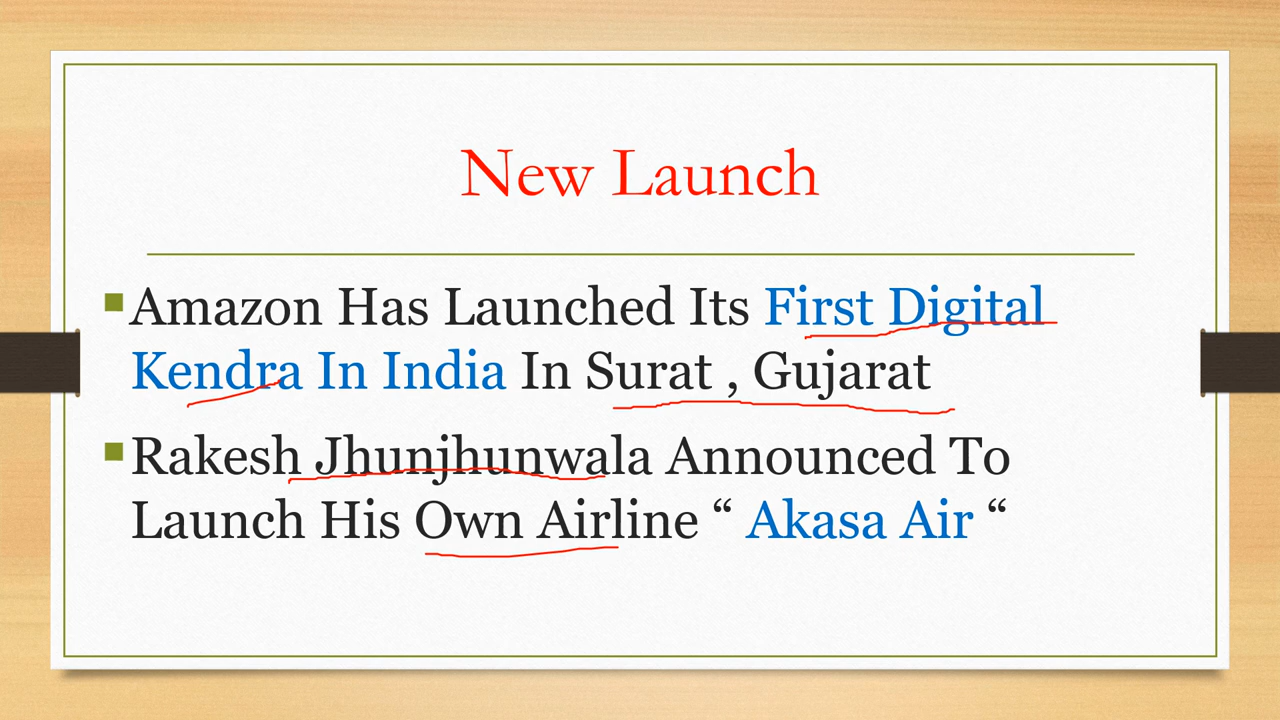 New Launch
Amazon Has Launched Its First Digital
Kendra In India In Surat , Gujarat
Rakesh Jhunjhunwala Announced To
Launch His Own Airline “ Akasa Air “